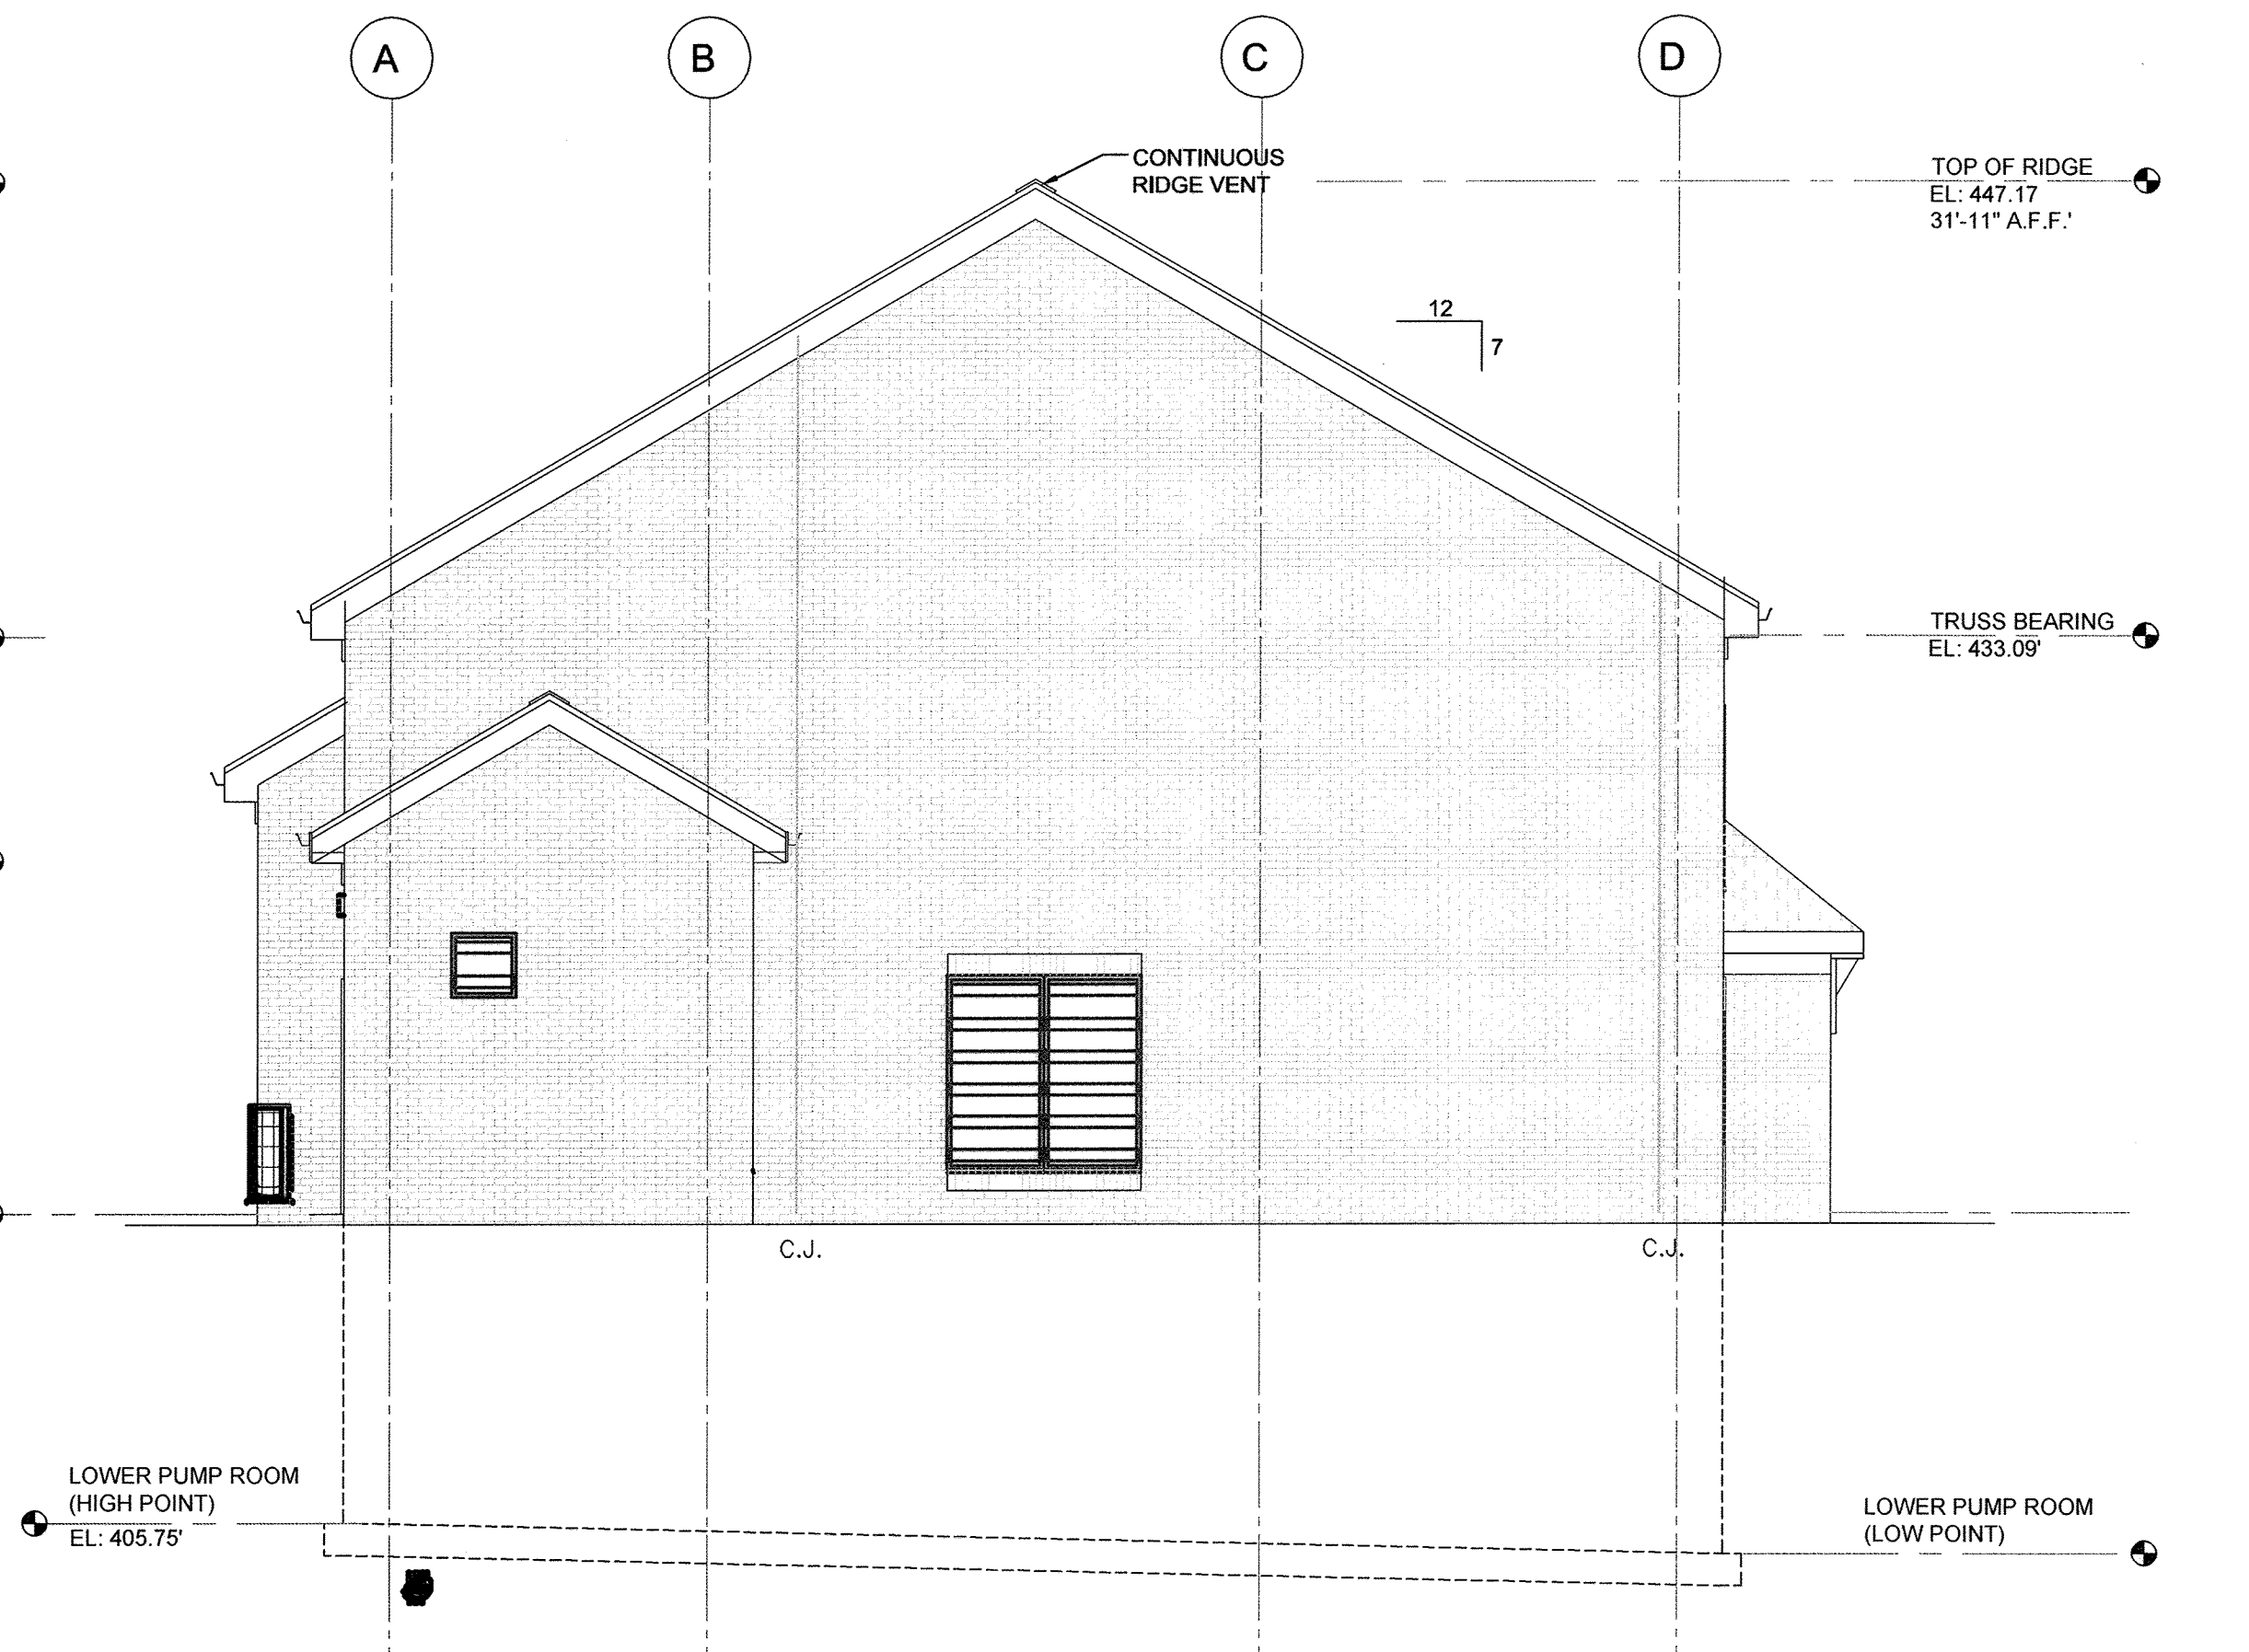 A
B
C
D
CONTINUOUS
RIDGE VENT
TOP OF RIDGE
EL: 447.17
31'-11" A.F.F.'
12
7
TRUSS BEARING
EL: 433.09'
C.J.
C.J.
LOWER PUMP ROOM
(HIGH POINT)
EL: 405.75'
LOWER PUMP ROOM
(LOW POINT)